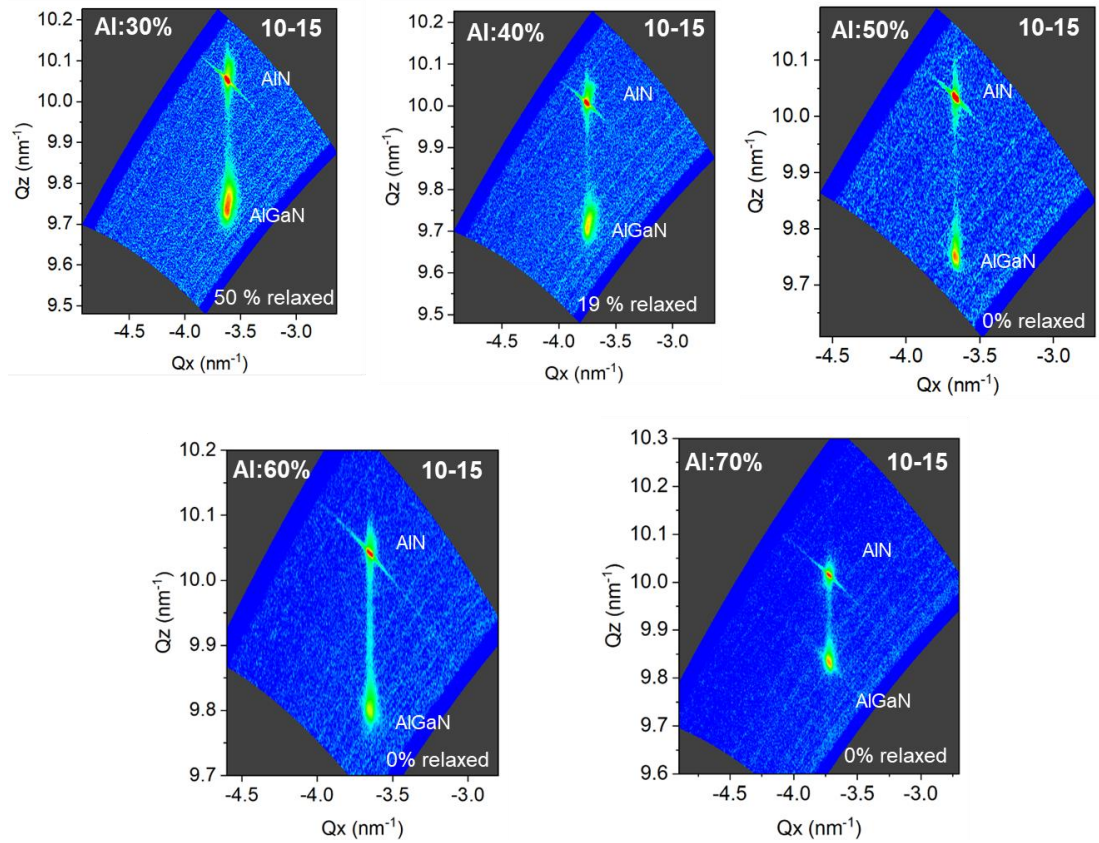 Al:30% 10-15
10.2
10.1
10.0
9.9
9.8
9.7
9.6
9.5
Qz (nm-1)
AlN
AlGaN
50 % relaxed
-4.5 -4.0 -3.5 -3.0
Qx (nm-1)
Al:40% 10-15
10.2
10.1
10.0
9.9
9.8
9.7
9.6
9.5
Qz (nm-1)
AlN
AlGaN
19 % relaxed
-4.5 -4.0 -3.5 -3.0
Qx (nm-1)
Al:50% 10-15
10.1
10.0
9.9
9.8
9.7
Qz (nm-1)
AlN
AlGaN
0% relaxed
-4.5 -4.0 -3.5 -3.0
Qx (nm-1)
Al:60% 10-15
10.2
10.1
10.0
9.9
9.8
9.7
Qz (nm-1)
AlN
AlGaN
0% relaxed
-4.5 -4.0 -3.5 -3.0
Qx (nm-1)
Al:70% 10-15
10.3
10.2
10.1
10.0
9.9
9.8
9.7
9.6
Qz (nm-1)
AlN
AlGaN
0% relaxed
-4.5 -4.0 -3.5 -3.0
Qx (nm-1)